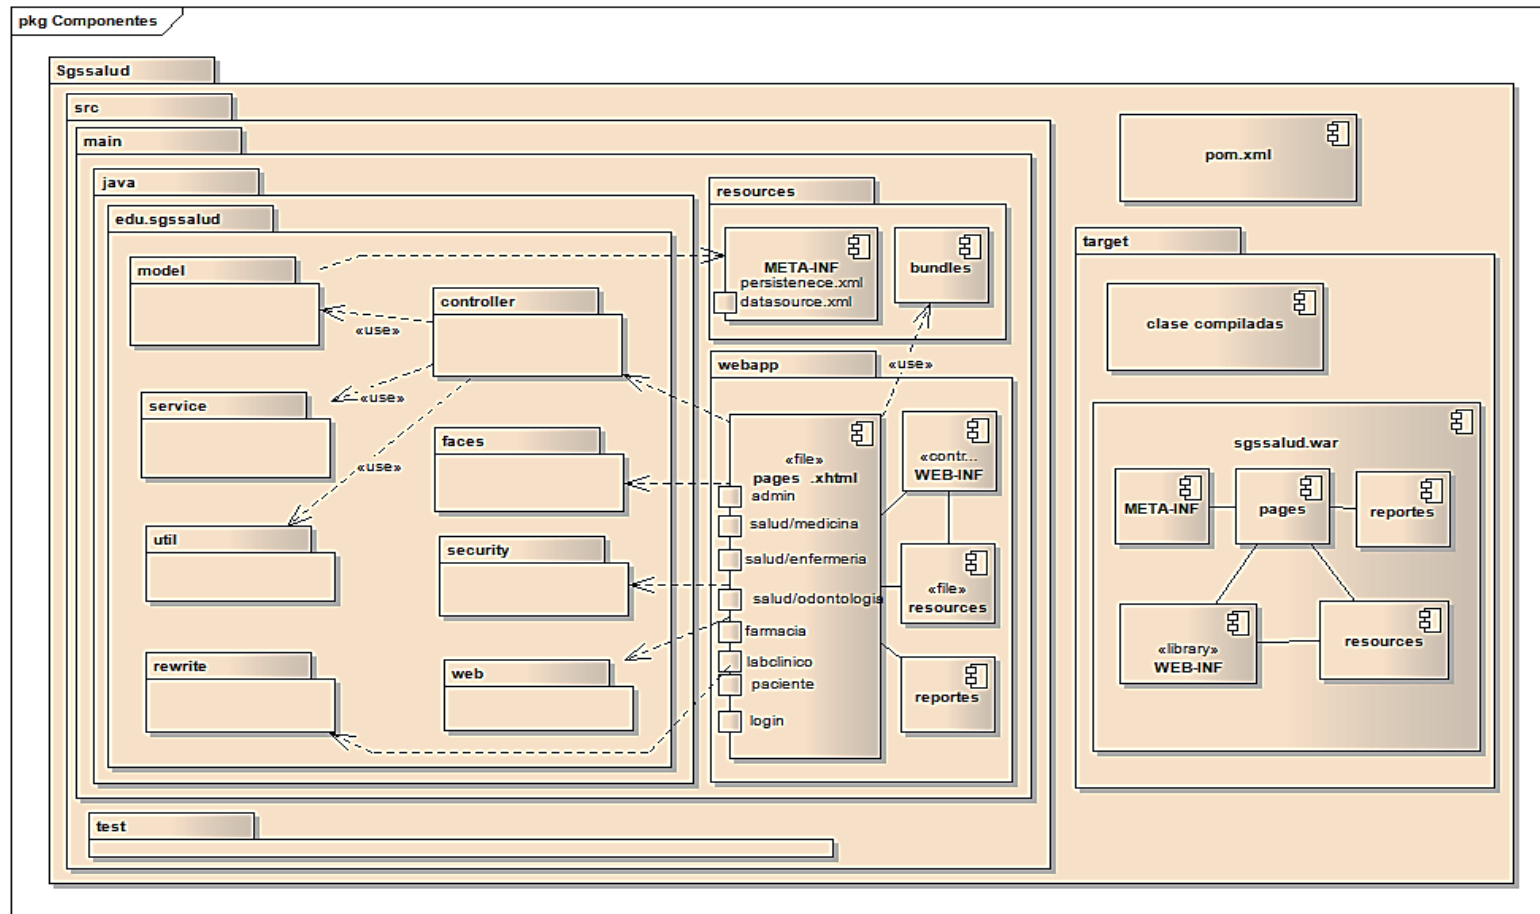 pkg Componentes
Sgssalud
src
main
java
edu.sgssalud
model
controller
«use»
service
«use»
faces
«use»
util
security
rewrite
web
test
resources
META-INF
persistenece.xml
datasource.xml
bundles
«use»
webapp
«file»
pages .xhtml
admin
salud/medicina
salud/enfermeria
salud/odontologia
farmacia
labclinico
paciente
login
«contr...
WEB-INF
«file»
resources
reportes
pom.xml
target
clase compiladas
sgssalud.war
META-INF
pages
reportes
«library»
WEB-INF
resources